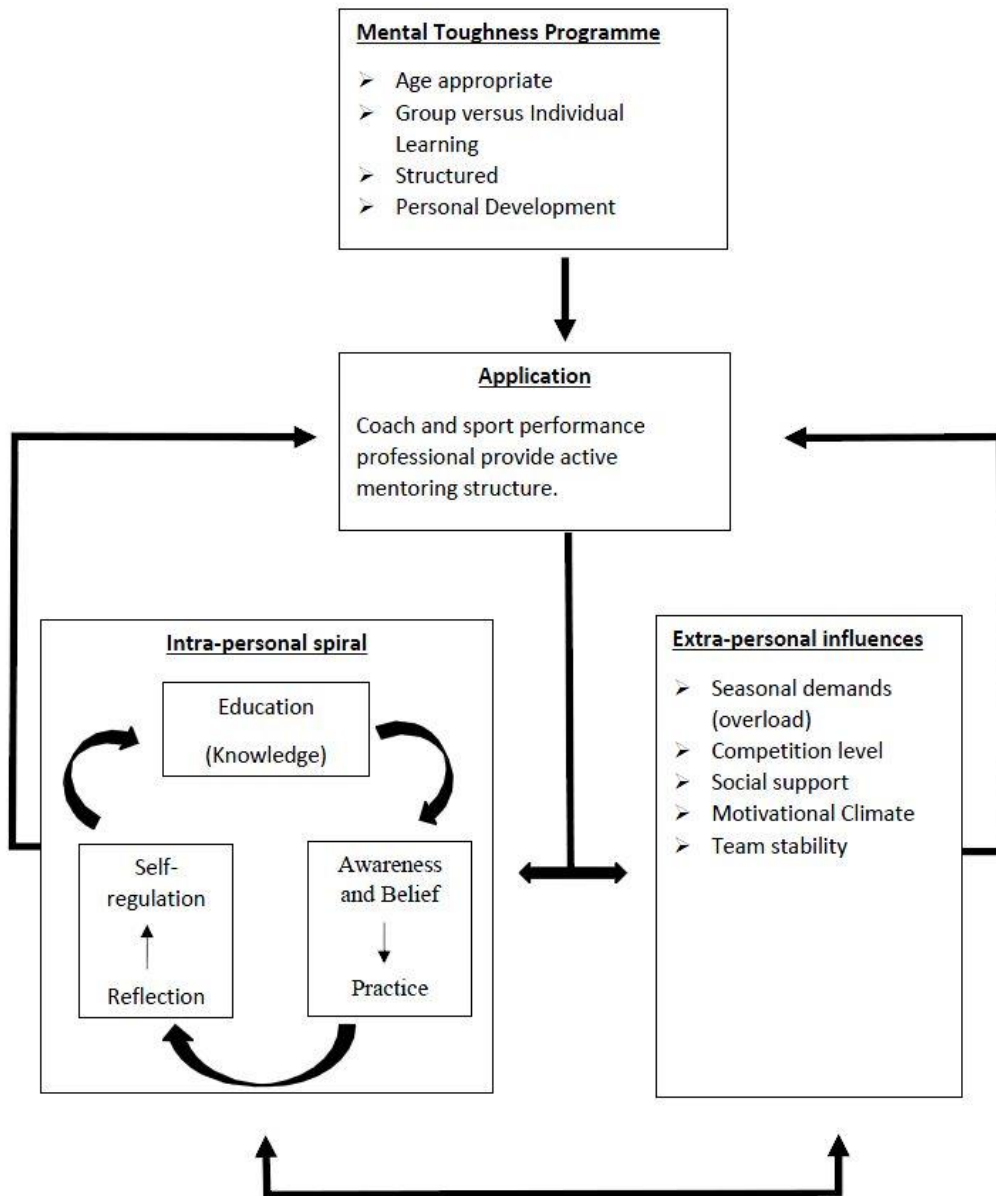 Mental Toughness Programme
➢ Age appropriate
➢ Group versus Individual
Learning
➢ Structured
➢ Personal Development
Application
Coach and sport performance
professional provide active
mentoring structure.
Intra-personal spiral
Education
(Knowledge)
Awareness
and Belief
Practice
Self-
regulation
Reflection
Extra-personal influences
➢ Seasonal demands
(overload)
➢ Competition level
➢ Social support
➢ Motivational Climate
➢ Team stability